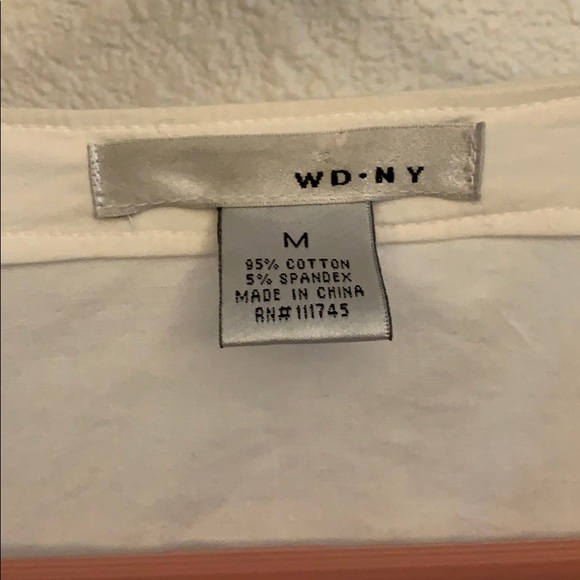 WD•NY
M
95% COTTON
5% SPANDEX
MADE IN CHINA
RN# 111745